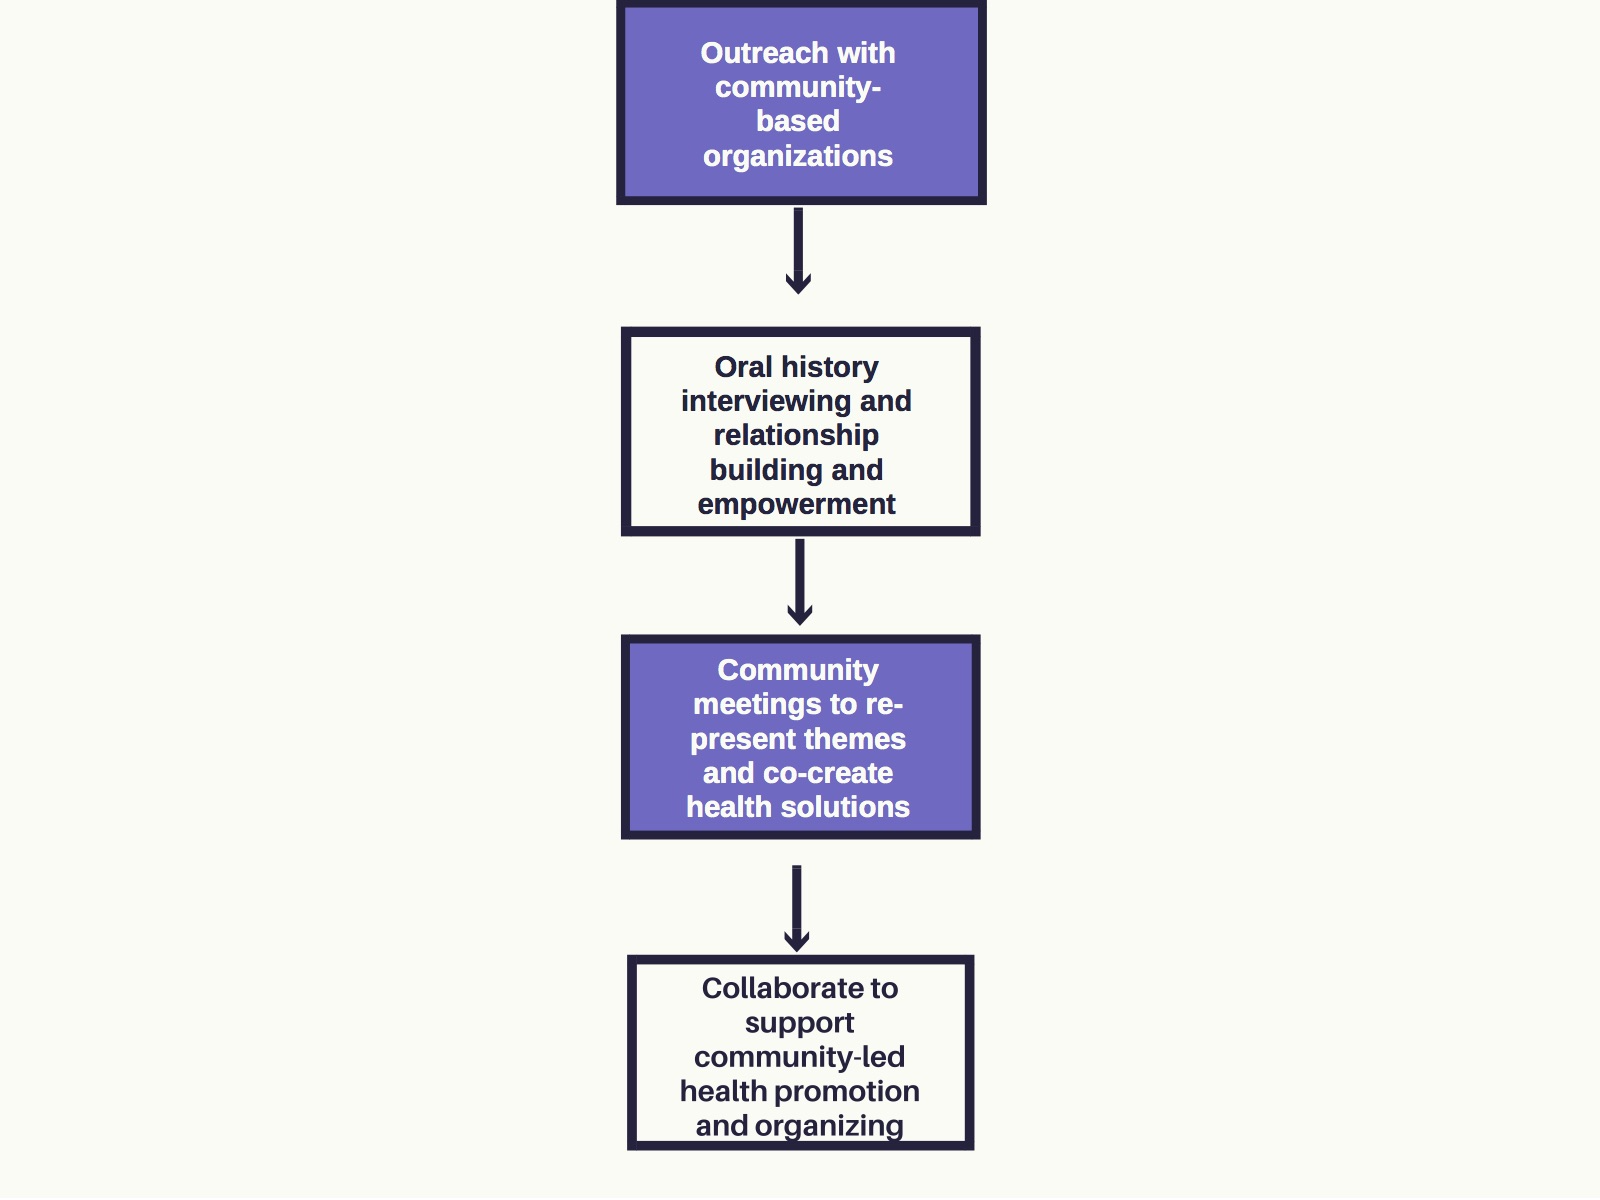 Outreach with
community-
based
organizations
Oral history
interviewing and
relationship
building and
empowerment
Community
meetings to re-
present themes
and co-create
health solutions
Collaborate to
support
community-led
health promotion
and organizing